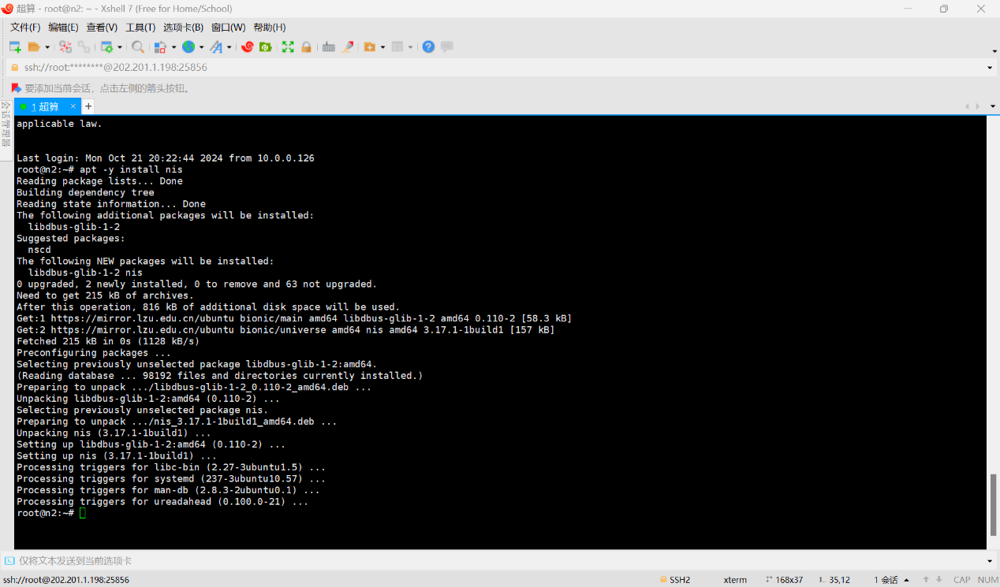 超算 - root@n2: ~ - Xshell 7 (Free for Home/School)
文件(F) 编辑(E) 查看(V) 工具(T) 选项卡(B) 窗口(W) 帮助(H)
ssh://root:********@202.201.1.198:25856
要添加当前会话，点击左侧的箭头按钮。
会话管理器
1 超算
applicable law.
Last login: Mon Oct 21 20:22:44 2024 from 10.0.0.126
root@n2:~# apt -y install nis
Reading package lists... Done
Building dependency tree
Reading state information... Done
The following additional packages will be installed:
libdbus-glib-1-2
Suggested packages:
nscd
The following NEW packages will be installed:
libdbus-glib-1-2 nis
0 upgraded, 2 newly installed, 0 to remove and 63 not upgraded.
Need to get 215 kB of archives.
After this operation, 816 kB of additional disk space will be used.
Get:1 https://mirror.lzu.edu.cn/ubuntu bionic/main amd64 libdbus-glib-1-2 amd64 0.110-2 [58.3 kB]
Get:2 https://mirror.lzu.edu.cn/ubuntu bionic/universe amd64 nis amd64 3.17.1-1build1 [157 kB]
Fetched 215 kB in 0s (1128 kB/s)
Preconfiguring packages ...
Selecting previously unselected package libdbus-glib-1-2:amd64.
(Reading database ... 98192 files and directories currently installed.)
Preparing to unpack .../libdbus-glib-1-2_0.110-2_amd64.deb ...
Unpacking libdbus-glib-1-2:amd64 (0.110-2) ...
Selecting previously unselected package nis.
Preparing to unpack .../nis_3.17.1-1build1_amd64.deb ...
Unpacking nis (3.17.1-1build1) ...
Setting up libdbus-glib-1-2:amd64 (0.110-2) ...
Setting up nis (3.17.1-1build1) ...
Processing triggers for libc-bin (2.27-3ubuntu1.5) ...
Processing triggers for systemd (237-3ubuntu10.57) ...
Processing triggers for man-db (2.8.3-2ubuntu0.1) ...
Processing triggers for ureadahead (0.100.0-21) ...
root@n2:~#
仅将文本发送到当前选项卡
ssh://root@202.201.1.198:25856 SSH2 xterm 168x37 35,12 1 会话 CAP NUM